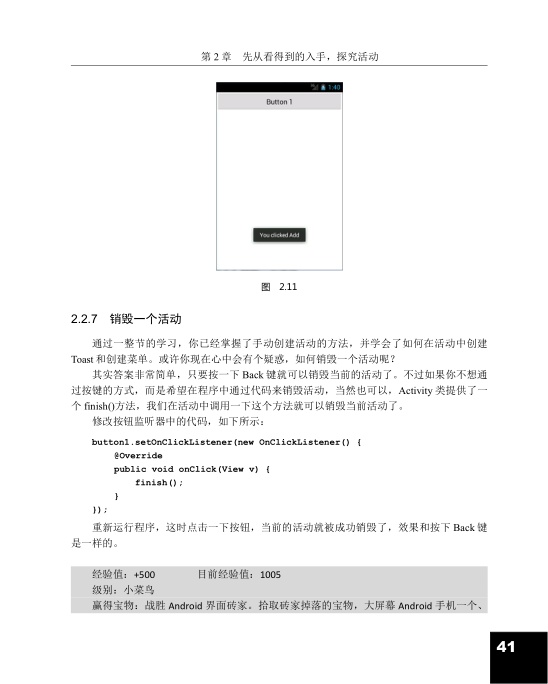 第 2 章 先从看得到的入手，探究活动
1:40
Button 1
You clicked Add
图 2.11
2.2.7 销毁一个活动
通过一整节的学习，你已经掌握了手动创建活动的方法，并学会了如何在活动中创建
Toast 和创建菜单。或许你现在心中会有个疑惑，如何销毁一个活动呢？
其实答案非常简单，只要按一下 Back 键就可以销毁当前的活动了。不过如果你不想通
过按键的方式，而是希望在程序中通过代码来销毁活动，当然也可以，Activity 类提供了一
个 finish()方法，我们在活动中调用一下这个方法就可以销毁当前活动了。
修改按钮监听器中的代码，如下所示：
button1.setOnClickListener(new OnClickListener() {
@Override
public void onClick(View v) {
finish();
}
});
重新运行程序，这时点击一下按钮，当前的活动就被成功销毁了，效果和按下 Back 键
是一样的。
经验值：+500 目前经验值：1005
级别：小菜鸟
赢得宝物：战胜 Android 界面砖家。拾取砖家掉落的宝物，大屏幕 Android 手机一个、
41